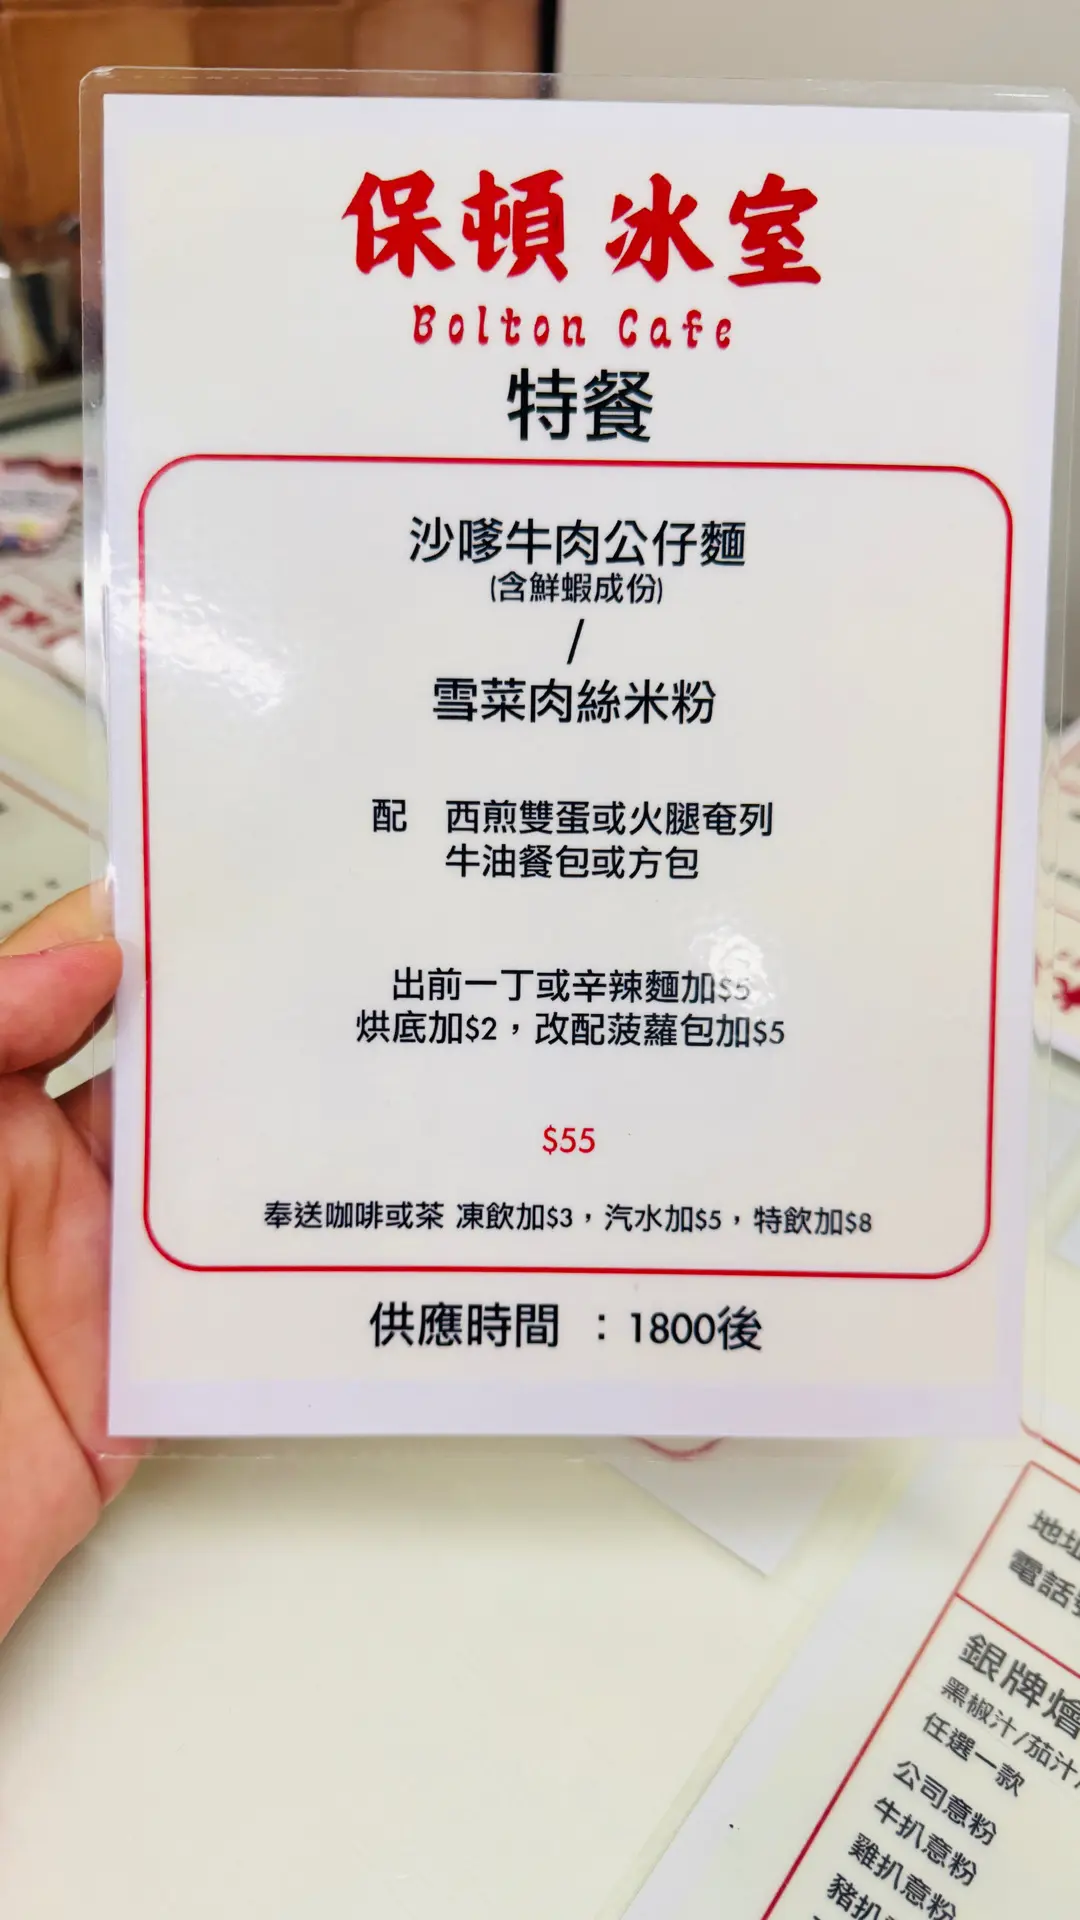 保頓冰室
Bolton Cafe
特餐
沙嗲牛肉公仔麵
(含鮮蝦成份)
/
雪菜肉絲米粉
配 西煎雙蛋或火腿奄列
牛油餐包或方包
出前一丁或辛辣麵加$5
烘底加$2，改配菠蘿包加$5
$55
奉送咖啡或茶 凍飲加$3，汽水加$5，特飲加$8
供應時間 ：1800後
地址
電話
銀牌燴
黑椒汁/茄汁
任選一款
公司意粉
牛扒意粉
雞扒意粉
豬扒